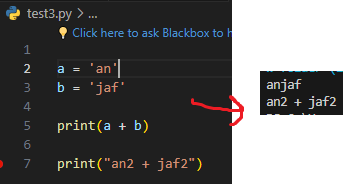 test3.py > ...
Click here to ask Blackbox to h
1
2 a = 'an'
3 b = 'jaf'
4
5 print(a + b)
6
7 print("an2 + jaf2")
anjaf
an2 + jaf2